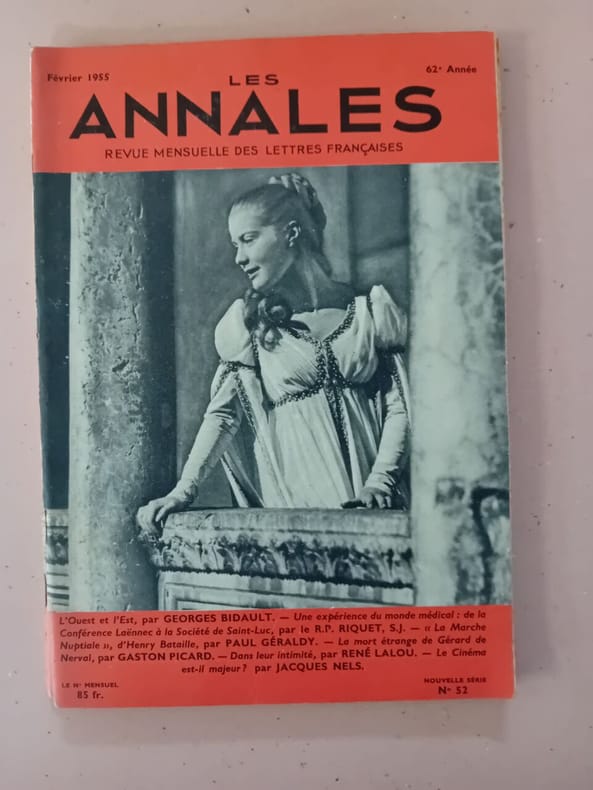 Février 1955
62e Année
LES
ANNALES
REVUE MENSUELLE DES LETTRES FRANÇAISES
L'Ouest et l'Est, par GEORGES BIDAULT. — Une expérience du monde médical : de la
Conférence Laënnec à la Société de Saint-Luc, par le R.P. RIQUET, S.J. — « La Marche
Nuptiale », d'Henry Bataille, par PAUL GÉRALDY. — La mort étrange de Gérard de
Nerval, par GASTON PICARD. — Dans leur intimité, par RENÉ LALOU. — Le Cinéma
est-il majeur ? par JACQUES NELS.
LE No MENSUEL
85 fr.
NOUVELLE SÉRIE
No 52